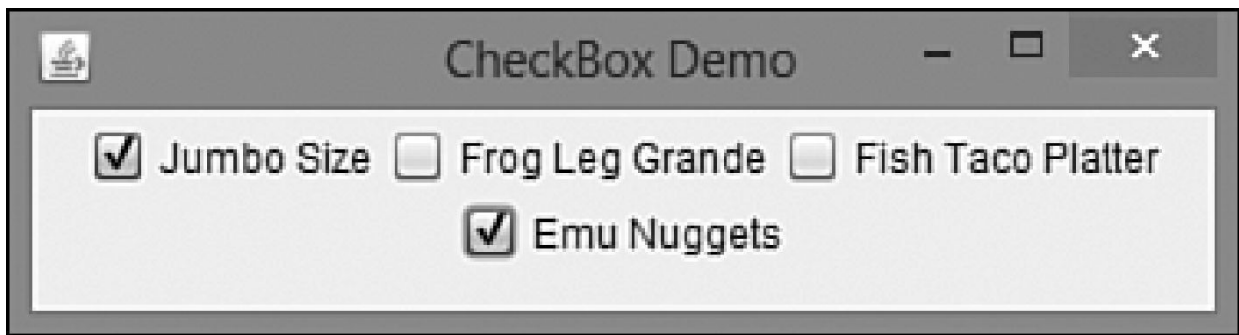 CheckBox Demo
Jumbo Size Frog Leg Grande Fish Taco Platter
Emu Nuggets